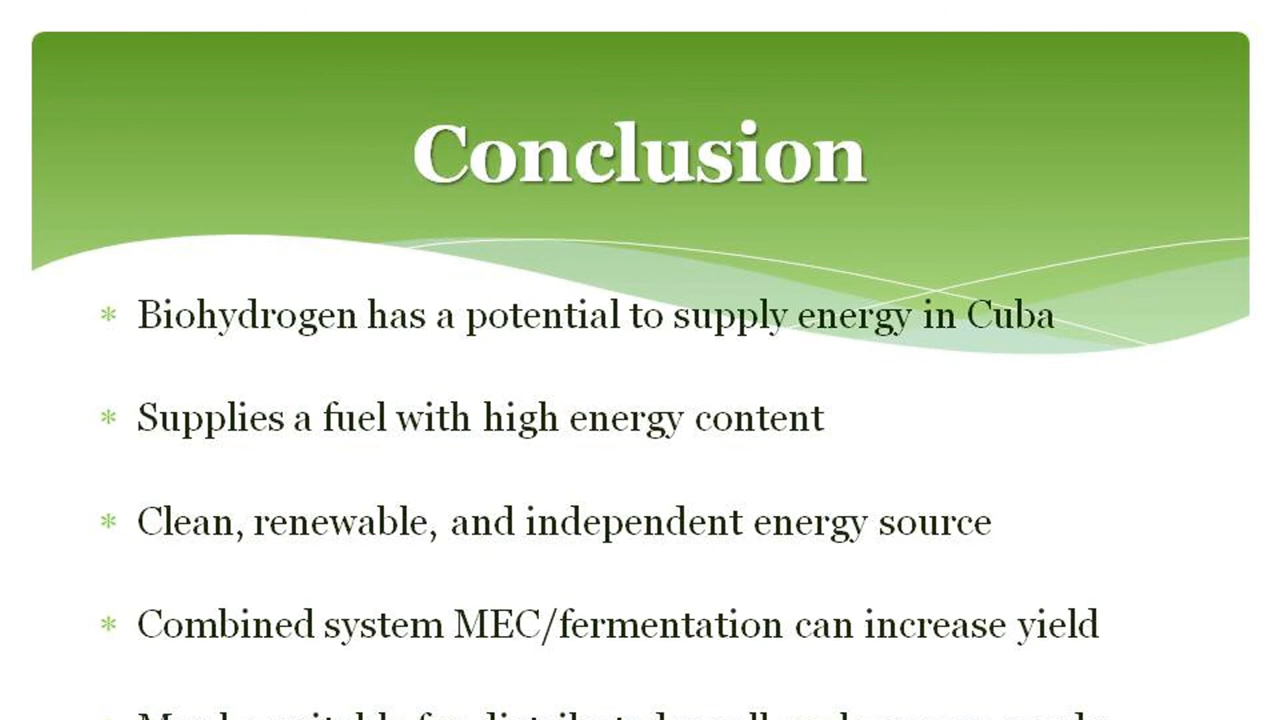 Conclusion
* Biohydrogen has a potential to supply energy in Cuba
* Supplies a fuel with high energy content
* Clean, renewable, and independent energy source
* Combined system MEC/fermentation can increase yield